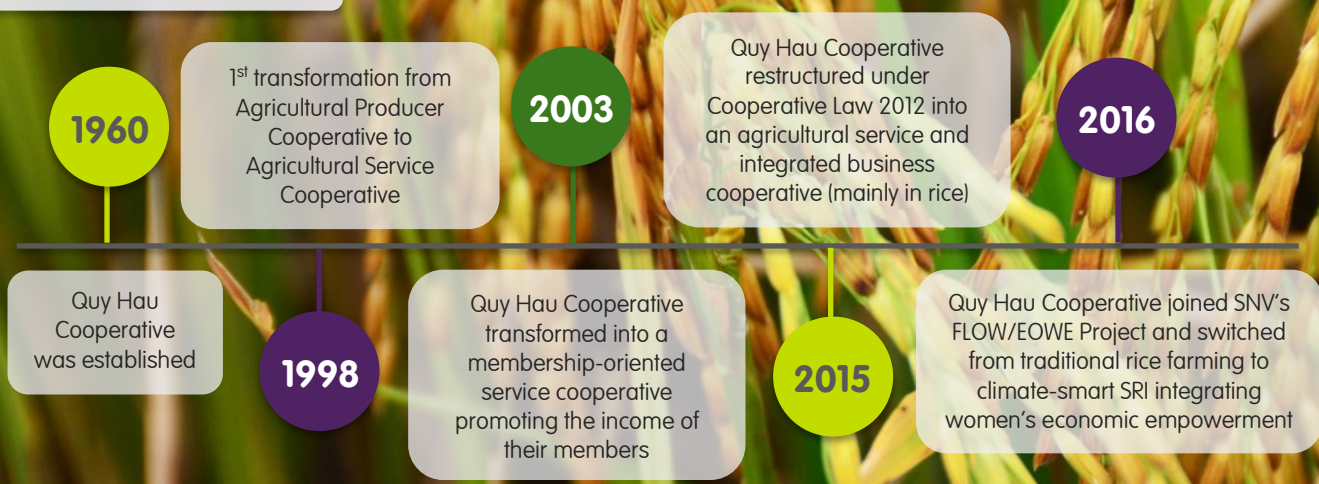 1960
Quy Hau
Cooperative
was established
1st transformation from
Agricultural Producer
Cooperative to
Agricultural Service
Cooperative
1998
2003
Quy Hau Cooperative
transformed into a
membership-oriented
service cooperative
promoting the income of
their members
Quy Hau Cooperative
restructured under
Cooperative Law 2012 into
an agricultural service and
integrated business
cooperative (mainly in rice)
2015
2016
Quy Hau Cooperative joined SNV’s
FLOW/EOWE Project and switched
from traditional rice farming to
climate-smart SRI integrating
women’s economic empowerment